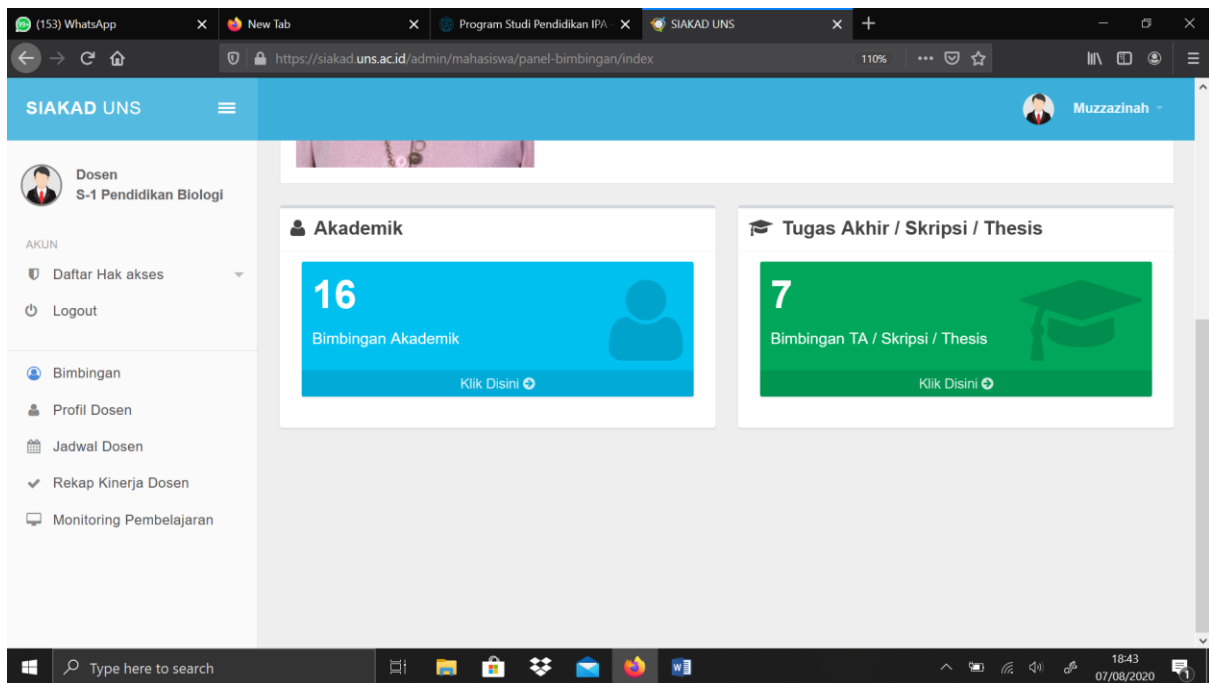 (153) WhatsApp
New Tab
Program Studi Pendidikan IPA -
SIAKAD UNS
https://siakad.uns.ac.id/admin/mahasiswa/panel-bimbingan/index
110%
SIAKAD UNS
Muzzazinah
Dosen
S-1 Pendidikan Biologi
AKUN
Daftar Hak akses
Logout
Bimbingan
Profil Dosen
Jadwal Dosen
Rekap Kinerja Dosen
Monitoring Pembelajaran
Akademik
16
Bimbingan Akademik
Klik Disini
Tugas Akhir / Skripsi / Thesis
7
Bimbingan TA / Skripsi / Thesis
Klik Disini
Type here to search
18:43
07/08/2020